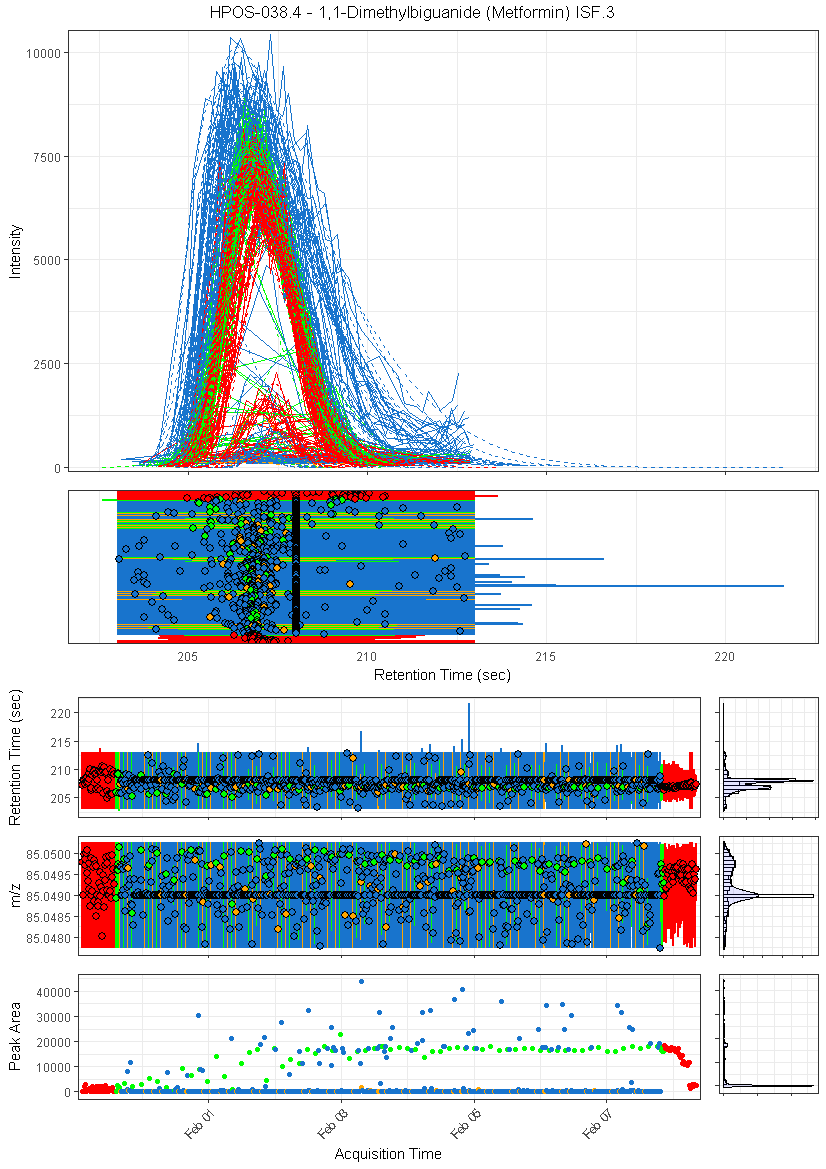 HPOS-038.4 - 1,1-Dimethylbiguanide (Metformin) ISF.3
Intensity
10000
7500
5000
2500
0
205
210
215
220
Retention Time (sec)
Retention Time (sec)
220
215
210
205
m/z
85.0500
85.0495
85.0490
85.0485
85.0480
Peak Area
40000
30000
20000
10000
0
Feb 01
Feb 03
Feb 05
Feb 07
Acquisition Time